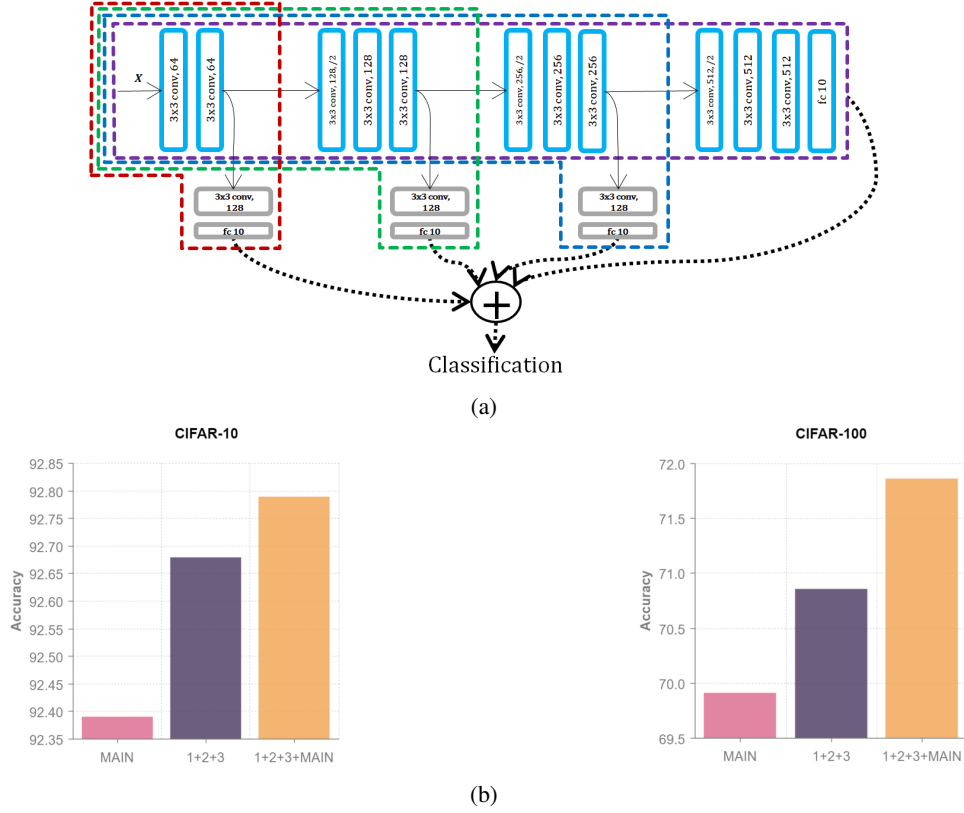 X
3x3 conv, 64
3x3 conv, 64
3x3 conv, 128, /2
3x3 conv, 128
3x3 conv, 128
3x3 conv, 256, /2
3x3 conv, 256
3x3 conv, 256
3x3 conv, 512, /2
3x3 conv, 512
3x3 conv, 512
fc 10
3x3 conv,
128
fc 10
3x3 conv,
128
fc 10
3x3 conv,
128
fc 10
+
Classification
(a)
CIFAR-10
Accuracy
92.85
92.80
92.75
92.70
92.65
92.60
92.55
92.50
92.45
92.40
92.35
MAIN
1+2+3
1+2+3+MAIN
CIFAR-100
Accuracy
72.0
71.5
71.0
70.5
70.0
69.5
MAIN
1+2+3
1+2+3+MAIN
(b)